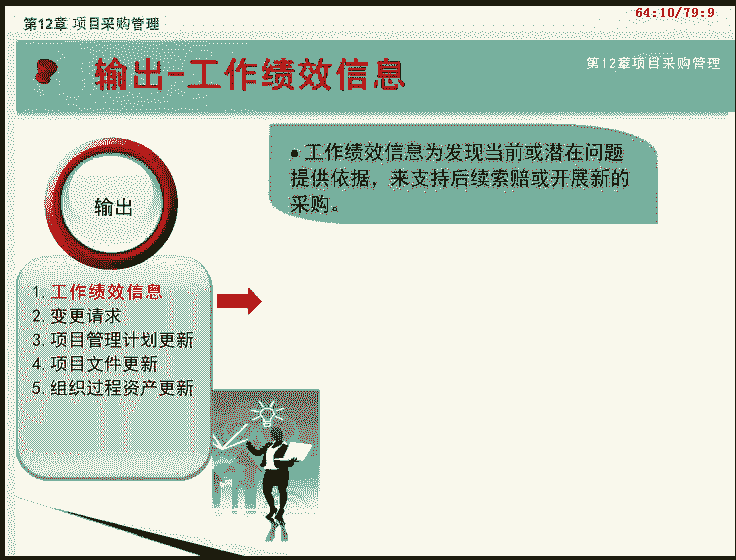 第12章 项目采购管理
64:10/79:9
输出-工作绩效信息
第12章项目采购管理
● 工作绩效信息为发现当前或潜在问题
提供依据，来支持后续索赔或开展新的
采购。
输出
1. 工作绩效信息
2. 变更请求
3. 项目管理计划更新
4. 项目文件更新
5. 组织过程资产更新